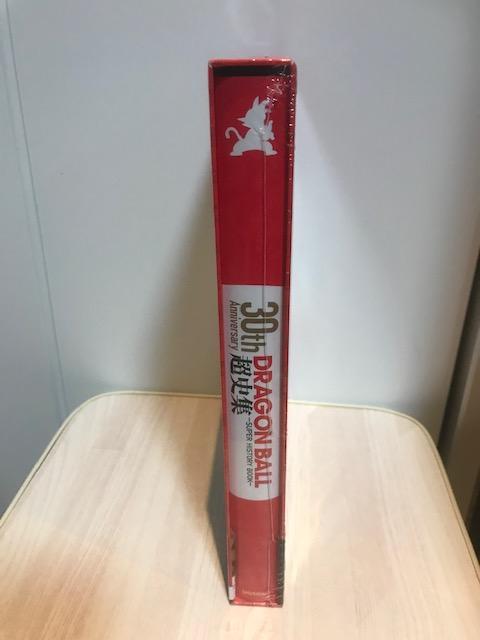 30th
Anniversary
DRAGON BALL
超史集
-SUPER HISTORY BOOK-